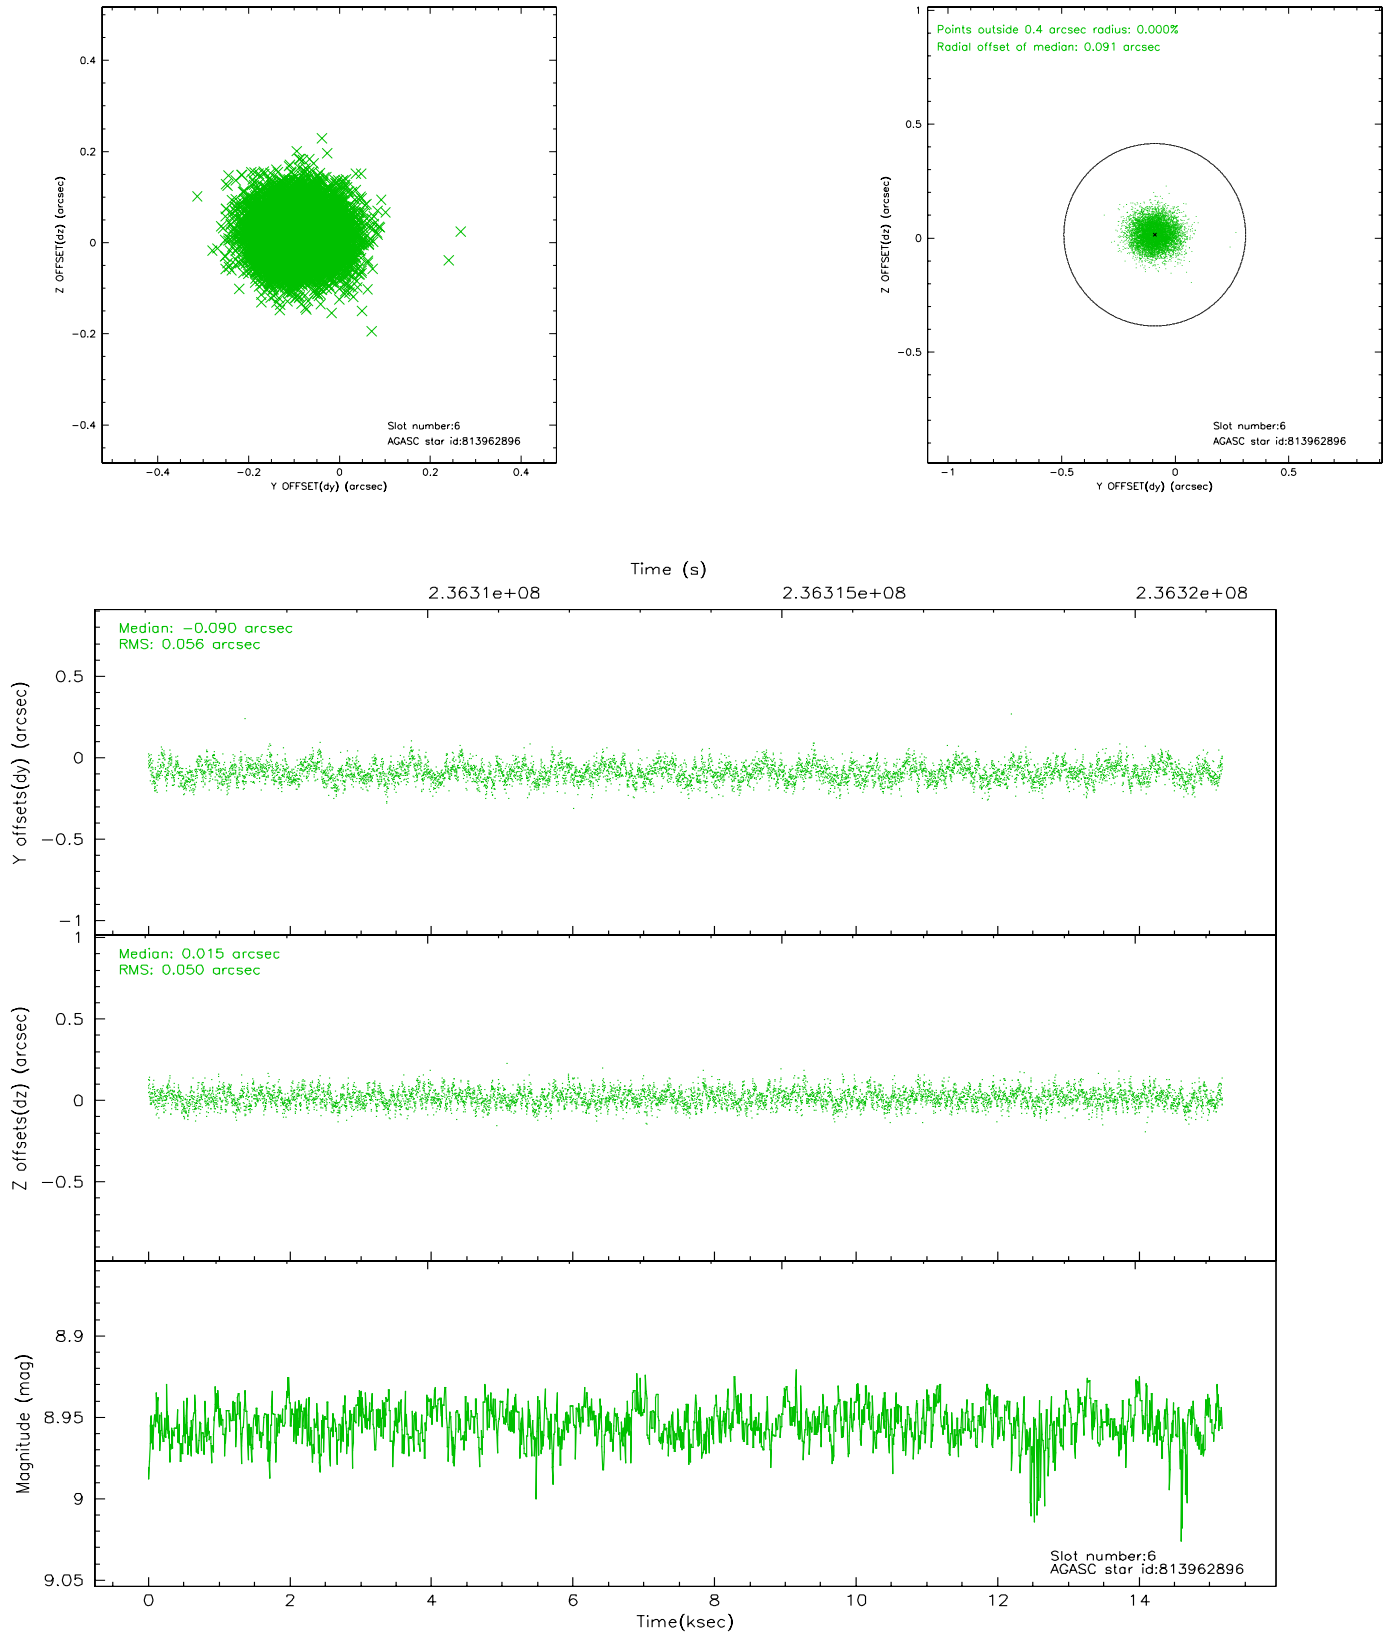 0.4
0.2
0
−0.2
−0.4
−0.4
−0.2
0
0.2
0.4
Z OFFSET(dz) (arcsec)
Y OFFSET(dy) (arcsec)
Slot number:6
AGASC star id:813962896
Points outside 0.4 arcsec radius: 0.000%
Radial offset of median: 0.091 arcsec
1
0.5
0
−0.5
−1
−0.5
0
0.5
Z OFFSET(dz) (arcsec)
Y OFFSET(dy) (arcsec)
Slot number:6
AGASC star id:813962896
Time (s)
2.3631e+08
2.36315e+08
2.3632e+08
Median: −0.090 arcsec
RMS: 0.056 arcsec
0.5
0
−0.5
−1
Y offsets(dy) (arcsec)
Median: 0.015 arcsec
RMS: 0.050 arcsec
1
0.5
0
−0.5
Z offsets(dz) (arcsec)
8.9
8.95
9
9.05
Magnitude (mag)
Slot number:6
AGASC star id:813962896
0
2
4
6
8
10
12
14
Time(ksec)